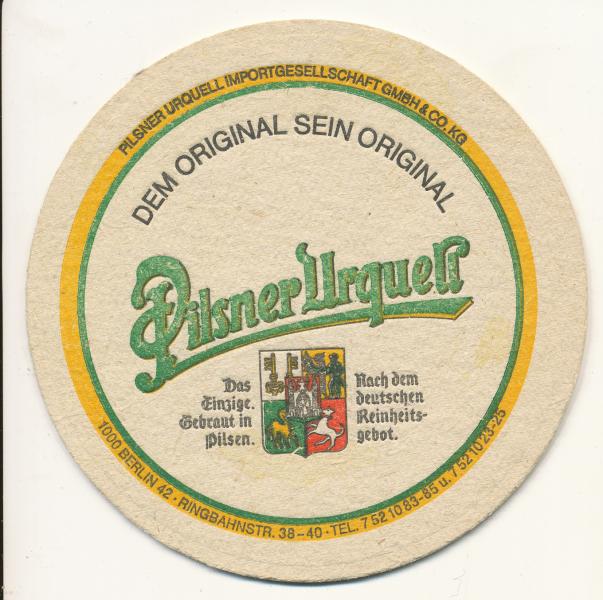 PILSNER URQUELL IMPORTGESELLSCHAFT GMBH & CO. KG
DEM ORIGINAL SEIN ORIGINAL
Pilsner Urquell
Das
Einzige.
Gebraut in
Pilsen.
Nach dem
deutschen
Reinheits-
gebot.
1000 BERLIN 42 · RINGBAHNSTR. 38-40 · TEL. 7 52 10 83-85 u. 7 52 10 23-25